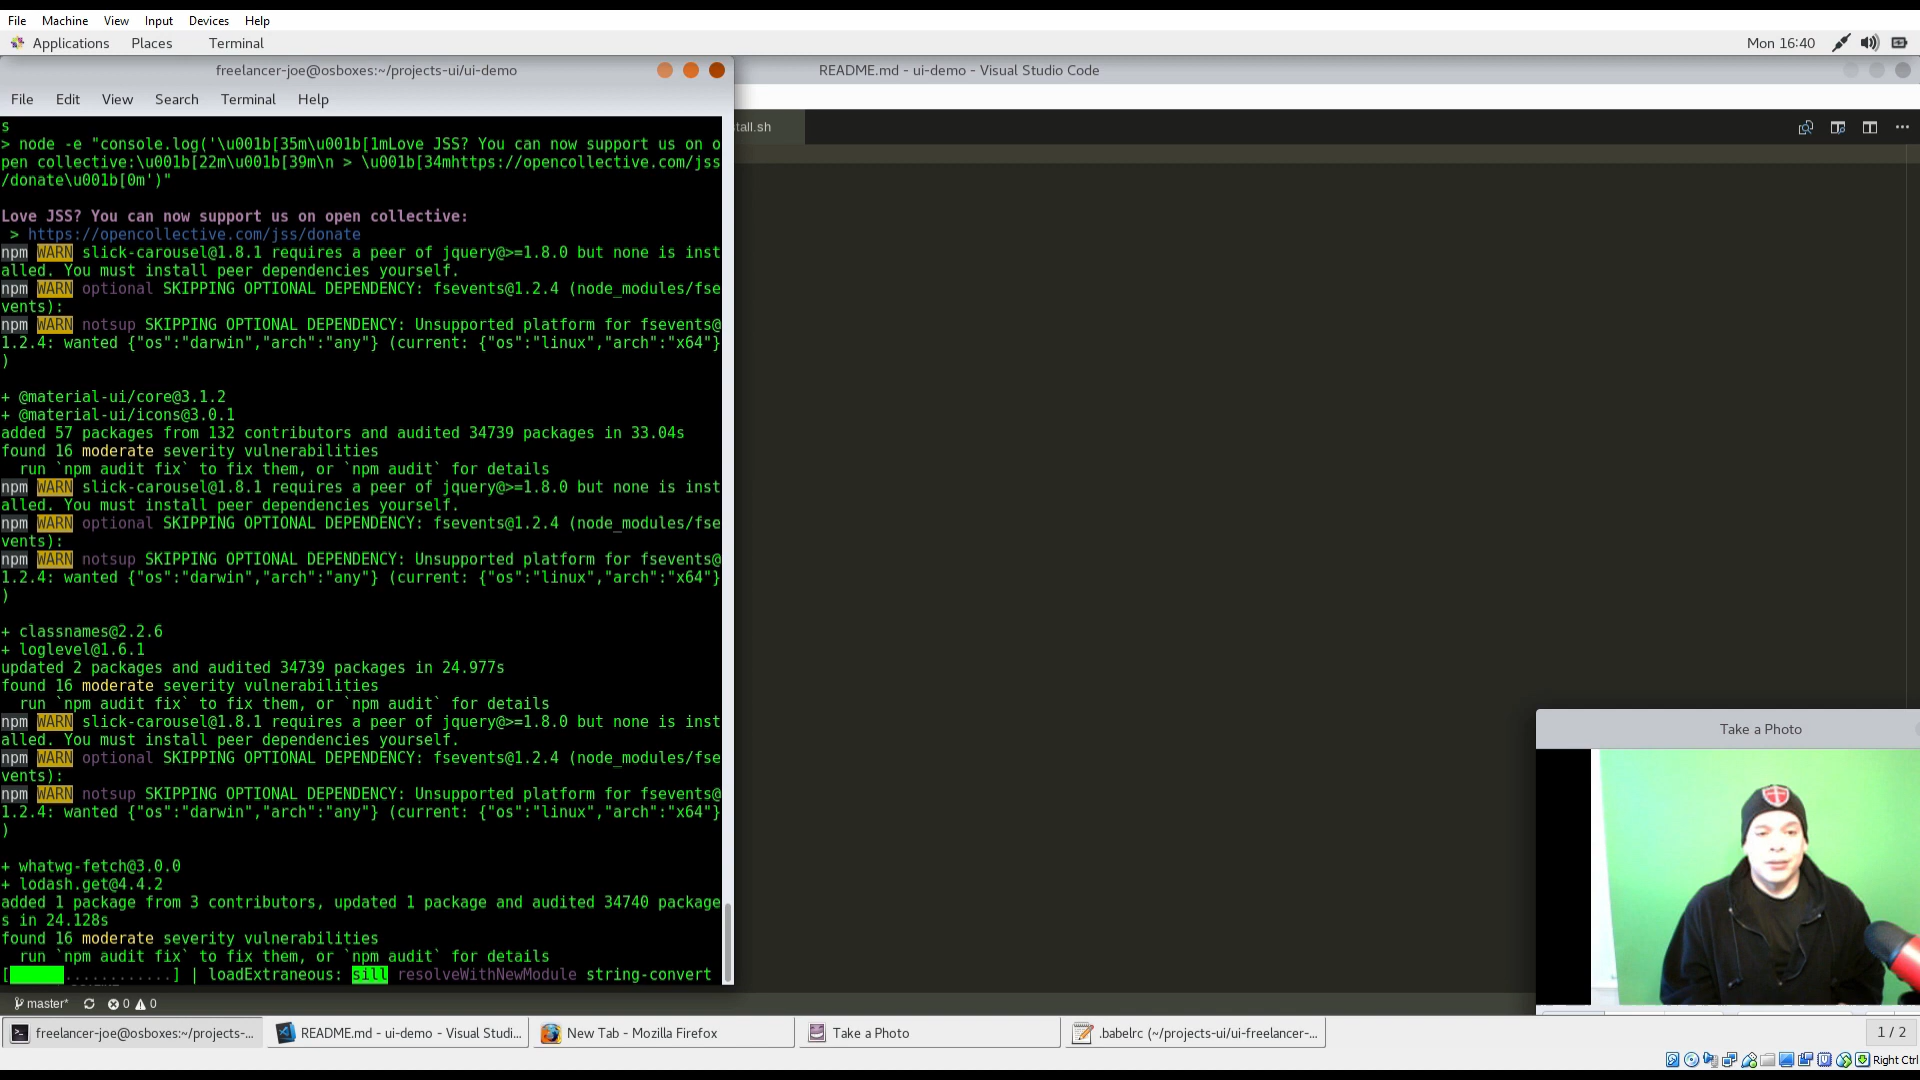 File Machine View Input Devices Help
Applications Places Terminal Mon 16:40
freelancer-joe@osboxes:~/projects-ui/ui-demo
README.md - ui-demo - Visual Studio Code
File Edit View Search Terminal Help
tall.sh
s
> node -e "console.log('\u001b[35m\u001b[1mLove JSS? You can now support us on o
pen collective:\u001b[22m\u001b[39m\n > \u001b[34mhttps://opencollective.com/jss
/donate\u001b[0m')"
Love JSS? You can now support us on open collective:
> https://opencollective.com/jss/donate
npm WARN slick-carousel@1.8.1 requires a peer of jquery@>=1.8.0 but none is inst
alled. You must install peer dependencies yourself.
npm WARN optional SKIPPING OPTIONAL DEPENDENCY: fsevents@1.2.4 (node_modules/fse
vents):
npm WARN notsup SKIPPING OPTIONAL DEPENDENCY: Unsupported platform for fsevents@
1.2.4: wanted {"os":"darwin","arch":"any"} (current: {"os":"linux","arch":"x64"}
)
+ @material-ui/core@3.1.2
+ @material-ui/icons@3.0.1
added 57 packages from 132 contributors and audited 34739 packages in 33.04s
found 16 moderate severity vulnerabilities
run `npm audit fix` to fix them, or `npm audit` for details
npm WARN slick-carousel@1.8.1 requires a peer of jquery@>=1.8.0 but none is inst
alled. You must install peer dependencies yourself.
npm WARN optional SKIPPING OPTIONAL DEPENDENCY: fsevents@1.2.4 (node_modules/fse
vents):
npm WARN notsup SKIPPING OPTIONAL DEPENDENCY: Unsupported platform for fsevents@
1.2.4: wanted {"os":"darwin","arch":"any"} (current: {"os":"linux","arch":"x64"}
)
+ classnames@2.2.6
+ loglevel@1.6.1
updated 2 packages and audited 34739 packages in 24.977s
found 16 moderate severity vulnerabilities
run `npm audit fix` to fix them, or `npm audit` for details
npm WARN slick-carousel@1.8.1 requires a peer of jquery@>=1.8.0 but none is inst
alled. You must install peer dependencies yourself.
npm WARN optional SKIPPING OPTIONAL DEPENDENCY: fsevents@1.2.4 (node_modules/fse
vents):
npm WARN notsup SKIPPING OPTIONAL DEPENDENCY: Unsupported platform for fsevents@
1.2.4: wanted {"os":"darwin","arch":"any"} (current: {"os":"linux","arch":"x64"}
)
+ whatwg-fetch@3.0.0
+ lodash.get@4.4.2
added 1 package from 3 contributors, updated 1 package and audited 34740 package
s in 24.128s
found 16 moderate severity vulnerabilities
run `npm audit fix` to fix them, or `npm audit` for details
[ ............] | loadExtraneous: sill resolveWithNewModule string-convert
Take a Photo
master* 0 0
freelancer-joe@osboxes:~/projects-... README.md - ui-demo - Visual Studi... New Tab - Mozilla Firefox Take a Photo .babelrc (~/projects-ui/ui-freelancer-... 1 / 2
Right Ctrl